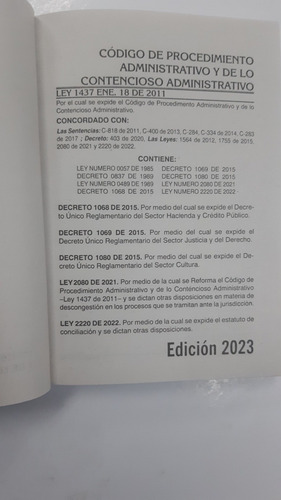 CÓDIGO DE PROCEDIMIENTO
ADMINISTRATIVO Y DE LO
CONTENCIOSO ADMINISTRATIVO
LEY 1437 ENE. 18 DE 2011
Por el cual se expide el Código de Procedimiento Administrativo y de lo
Contencioso Administrativo.
CONCORDADO CON:
Las Sentencias: C-818 de 2011, C-400 de 2013, C-284, C-334 de 2014, C-283
de 2017 ; Decreto: 403 de 2020, Las Leyes: 1564 de 2012, 1755 de 2015,
2080 de 2021 y 2220 de 2022.
CONTIENE:
LEY NUMERO 0057 DE 1985 DECRETO 1069 DE 2015
DECRETO 0837 DE 1989 DECRETO 1080 DE 2015
LEY NUMERO 0489 DE 1989 LEY NUMERO 2080 DE 2021
DECRETO 1068 DE 2015 LEY NUMERO 2220 DE 2022
DECRETO 1068 DE 2015. Por medio del cual se expide el Decre-
to Único Reglamentario del Sector Hacienda y Crédito Público.
DECRETO 1069 DE 2015. Por medio del cual se expide el
Decreto Único Reglamentario del Sector Justicia y del Derecho.
DECRETO 1080 DE 2015. Por medio del cual se expide el De-
creto Único Reglamentario del Sector Cultura.
LEY 2080 DE 2021. Por medio de la cual se Reforma el Código de
Procedimiento Administrativo y de lo Contencioso Administrativo
–Ley 1437 de 2011– y se dictan otras disposiciones en materia de
descongestión en los procesos que se tramitan ante la jurisdicción.
LEY 2220 DE 2022. Por medio de la cual se expide el estatuto de
conciliación y se dictan otras disposiciones.
Edición 2023